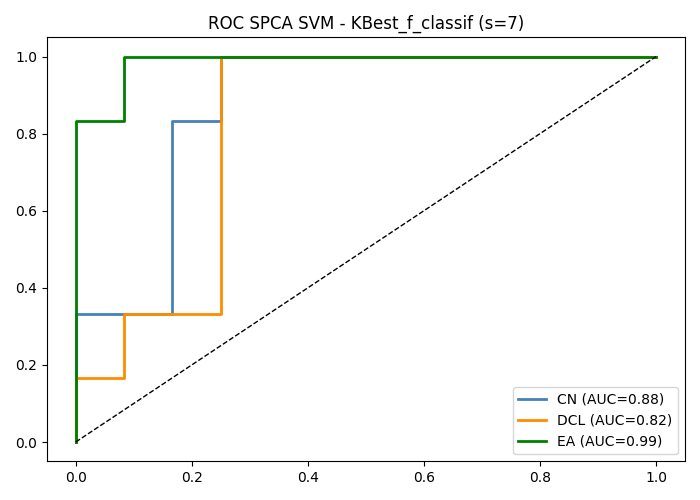 ROC SPCA SVM - KBest_f_classif (s=7)
1.0
0.8
0.6
0.4
0.2
0.0
0.0 0.2 0.4 0.6 0.8 1.0
CN (AUC=0.88)
DCL (AUC=0.82)
EA (AUC=0.99)